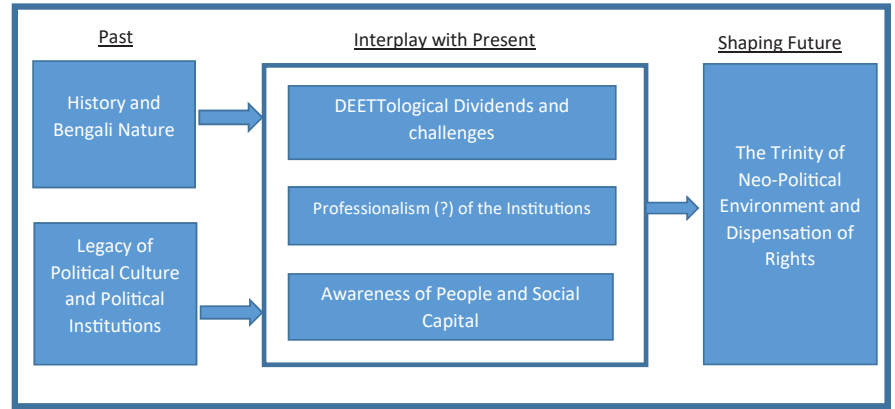 Past
Interplay with Present
Shaping Future
History and
Bengali Nature
Legacy of
Political Culture
and Political
Institutions
DEETTological Dividends and
challenges
Professionalism (?) of the Institutions
Awareness of People and Social
Capital
The Trinity of
Neo-Political
Environment and
Dispensation of
Rights